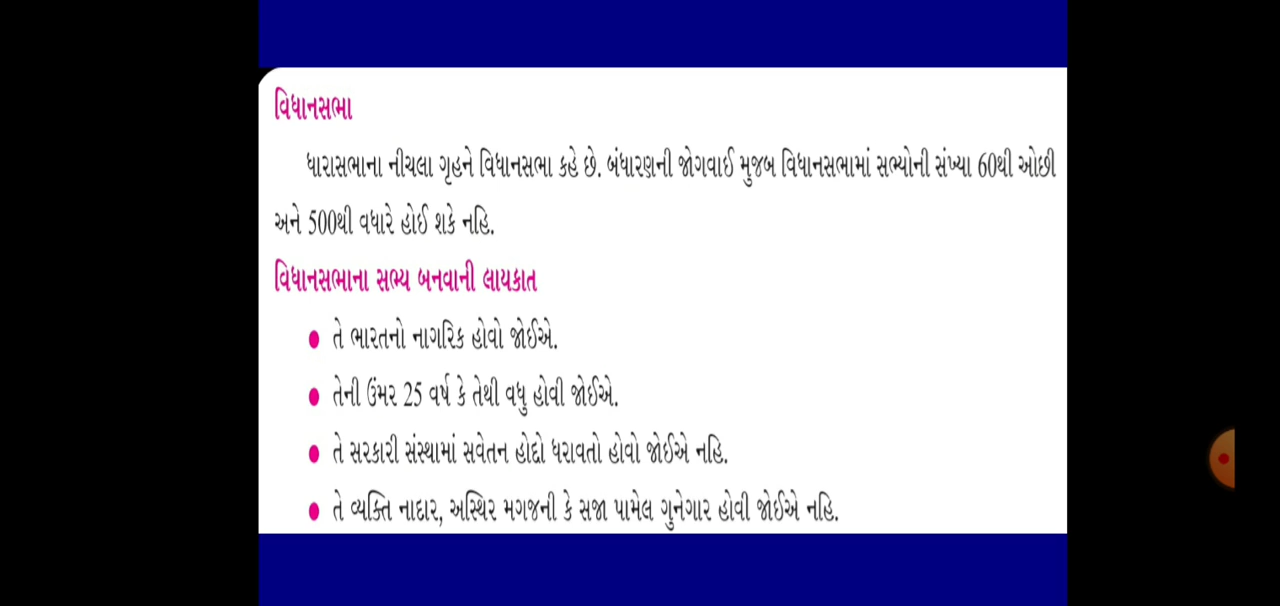 વિધાનસભા
ધારાસભાના નીચલા ગૃહને વિધાનસભા કહે છે. બંધારણની જોગવાઈ મુજબ વિધાનસભામાં સભ્યોની સંખ્યા 60થી ઓછી
અને 500થી વધારે હોઈ શકે નહિ.
વિધાનસભાના સભ્ય બનવાની લાયકાત
● તે ભારતનો નાગરિક હોવો જોઈએ.
● તેની ઉંમર 25 વર્ષ કે તેથી વધુ હોવી જોઈએ.
● તે સરકારી સંસ્થામાં સવેતન હોદ્દો ધરાવતો હોવો જોઈએ નહિ.
● તે વ્યક્તિ નાદાર, અસ્થિર મગજની કે સજા પામેલ ગુનેગાર હોવી જોઈએ નહિ.